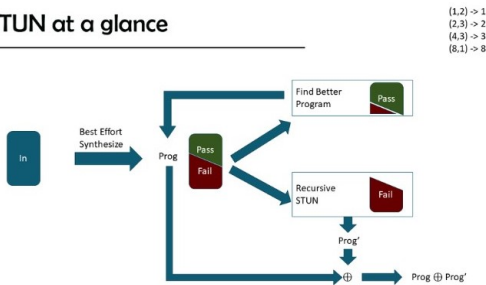 TUN at a glance
(1,2) -> 1
(2,3) -> 2
(4,3) -> 3
(8,1) -> 8
In
Best Effort
Synthesize
Prog
Pass
Fail
Find Better
Program
Pass
Recursive
STUN
Fail
Prog'
⊕
Prog ⊕ Prog'